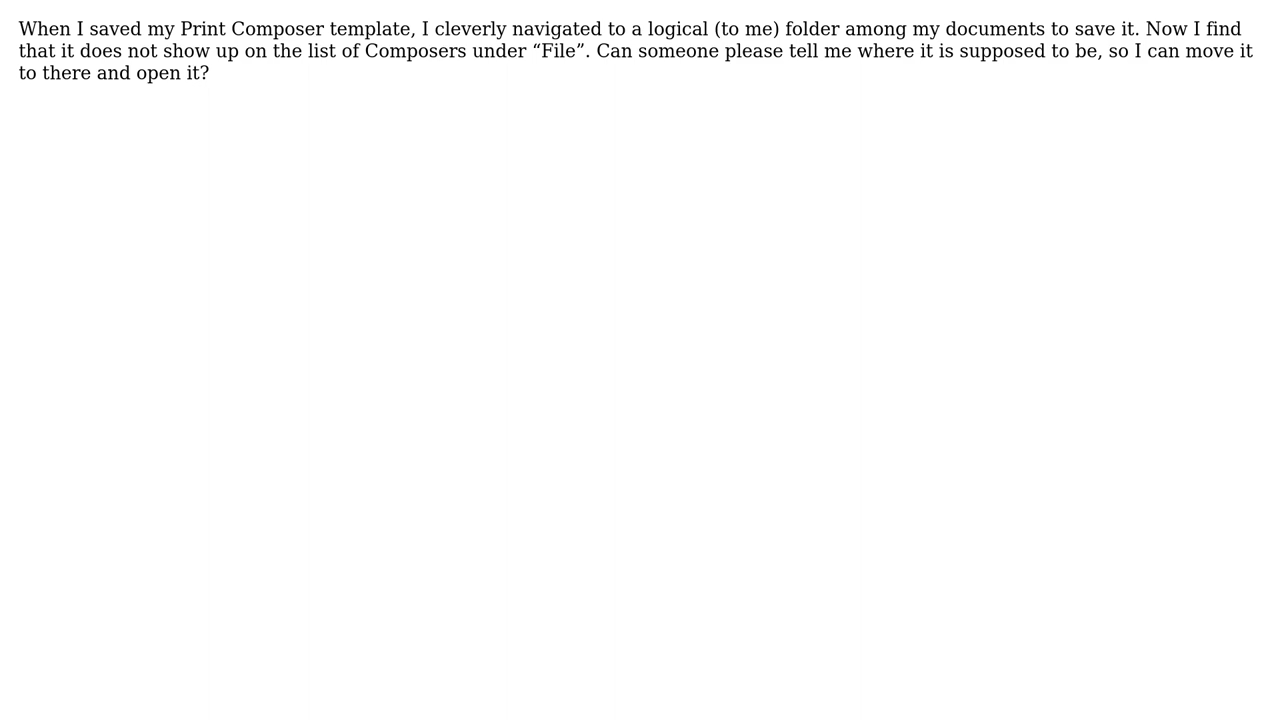 When I saved my Print Composer template, I cleverly navigated to a logical (to me) folder among my documents to save it. Now I find
that it does not show up on the list of Composers under “File”. Can someone please tell me where it is supposed to be, so I can move it
to there and open it?